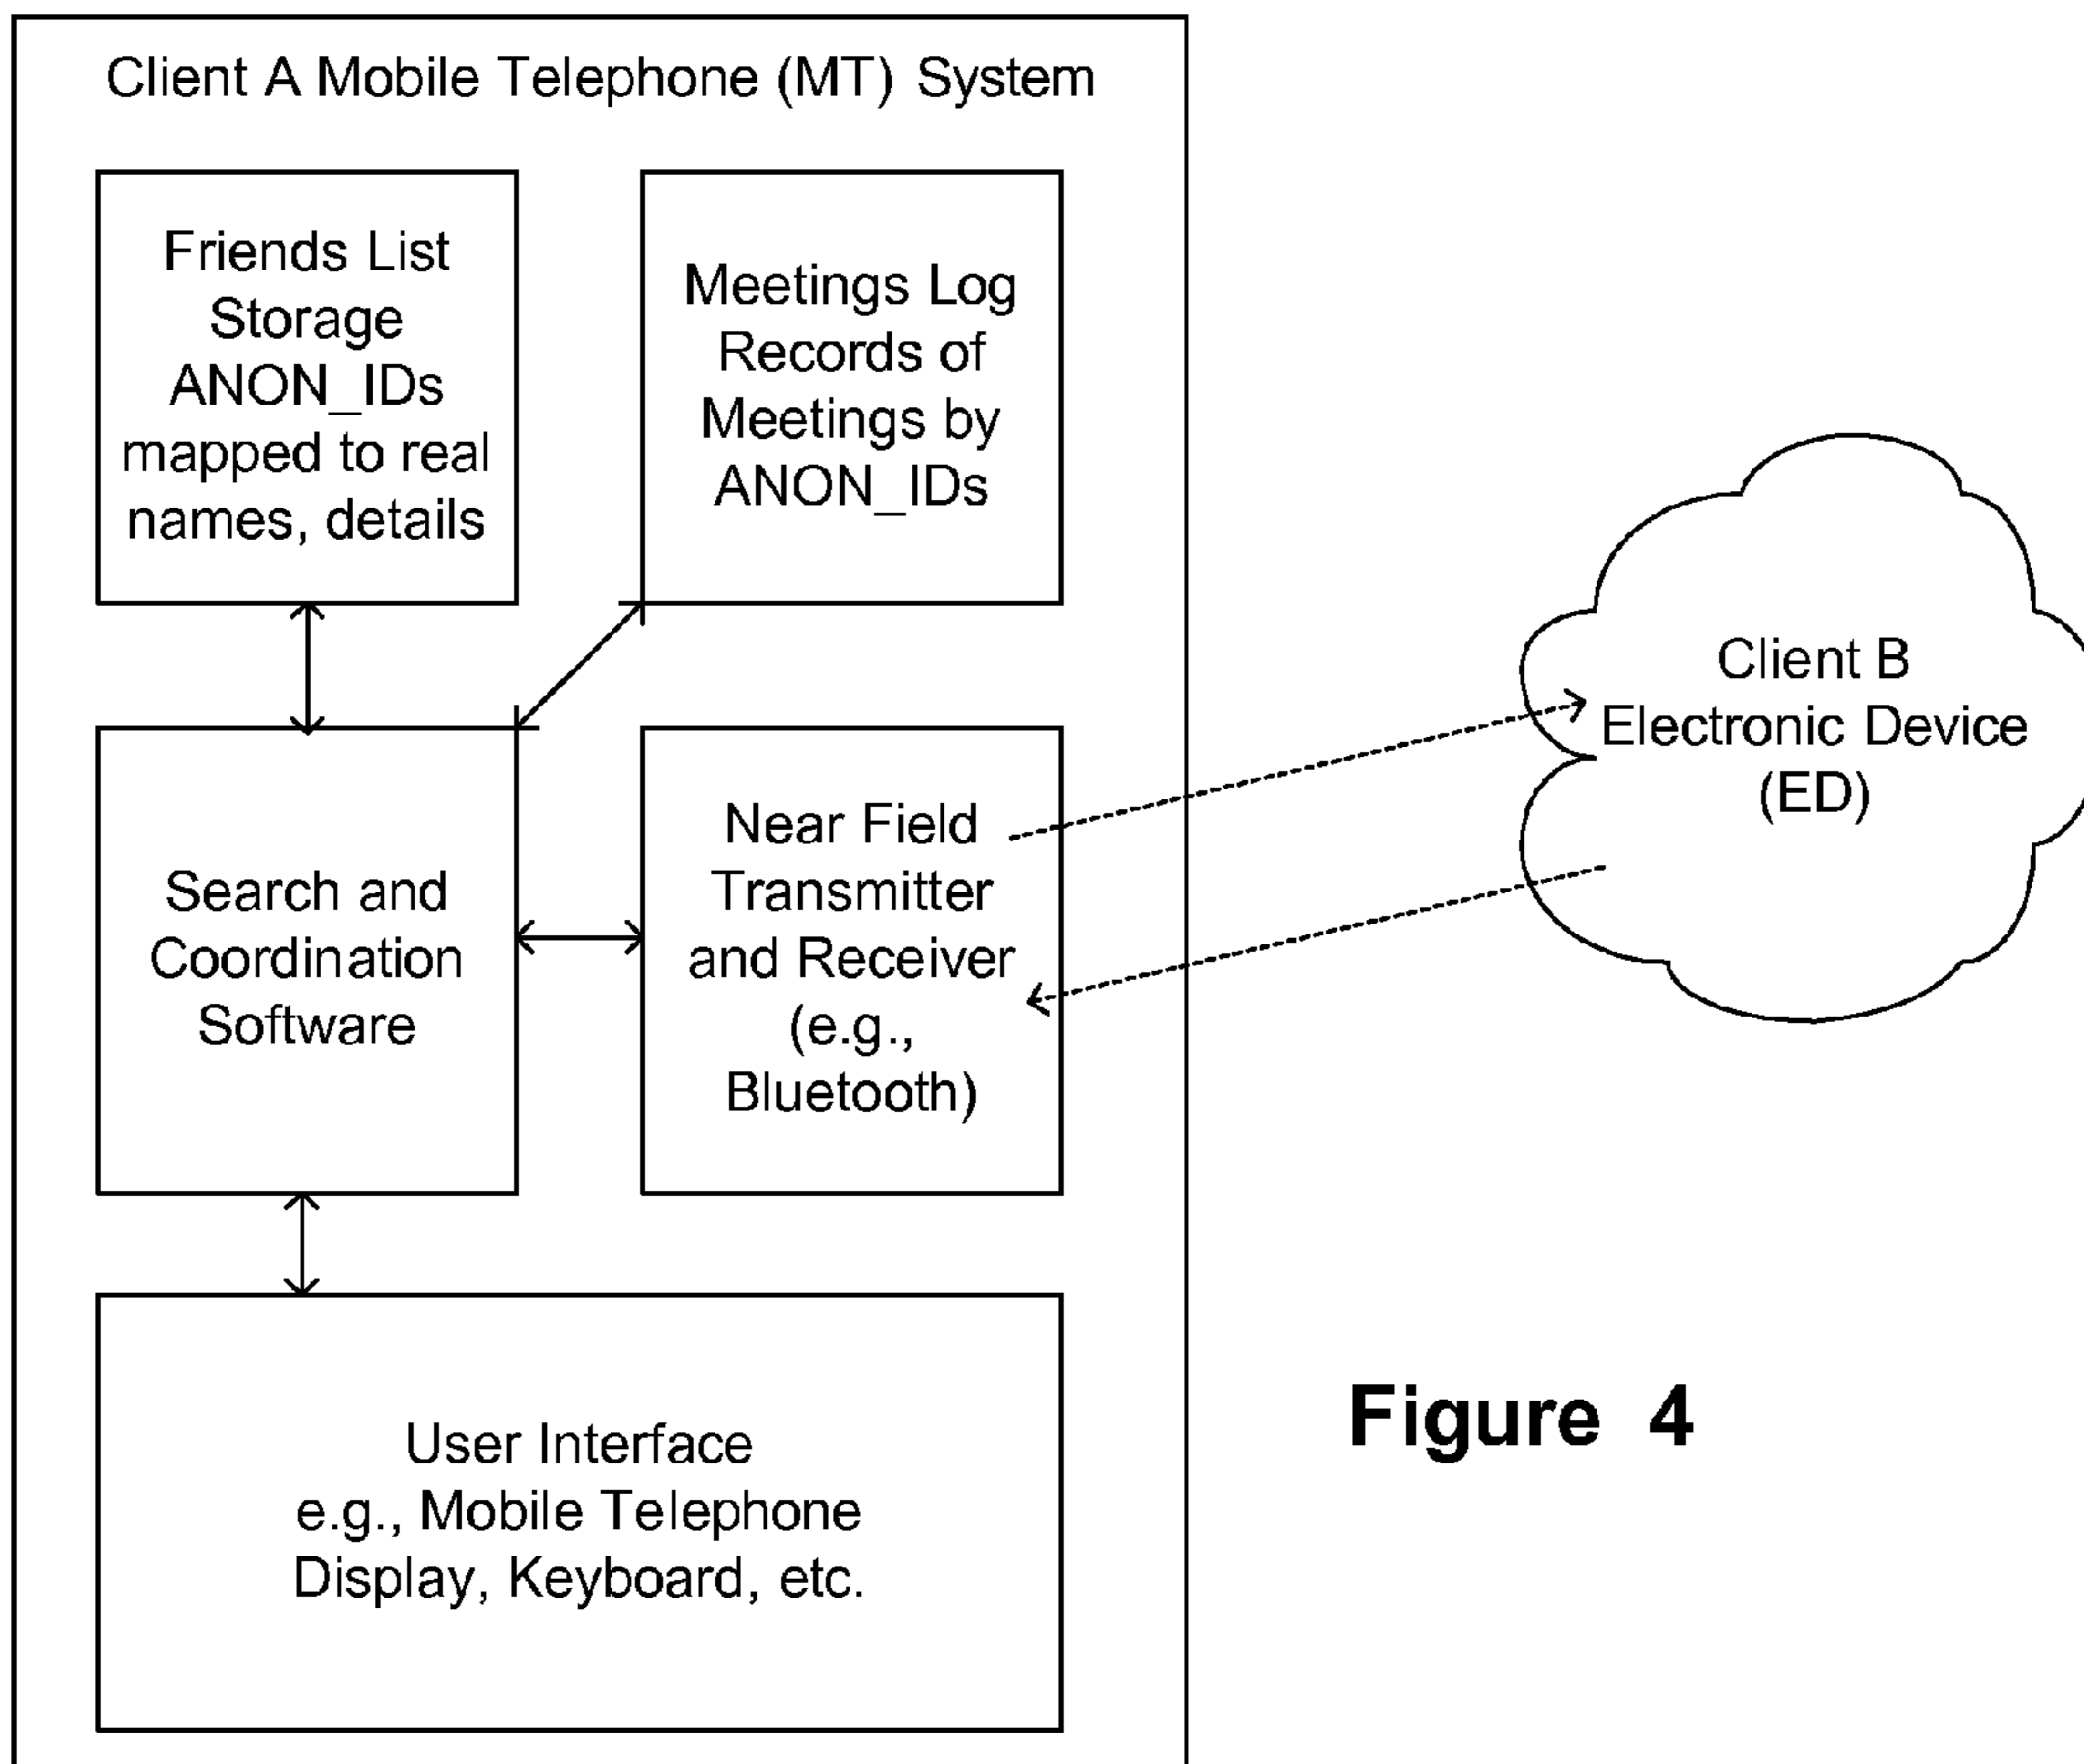 Client A Mobile Telephone (MT) System
Friends List
Storage
ANON_IDs
mapped to real
names, details
Meetings Log
Records of
Meetings by
ANON_IDs
Search and
Coordination
Software
Near Field
Transmitter
and Receiver
(e.g.,
Bluetooth)
Client B
Electronic Device
(ED)
User Interface
e.g., Mobile Telephone
Display, Keyboard, etc.
Figure 4